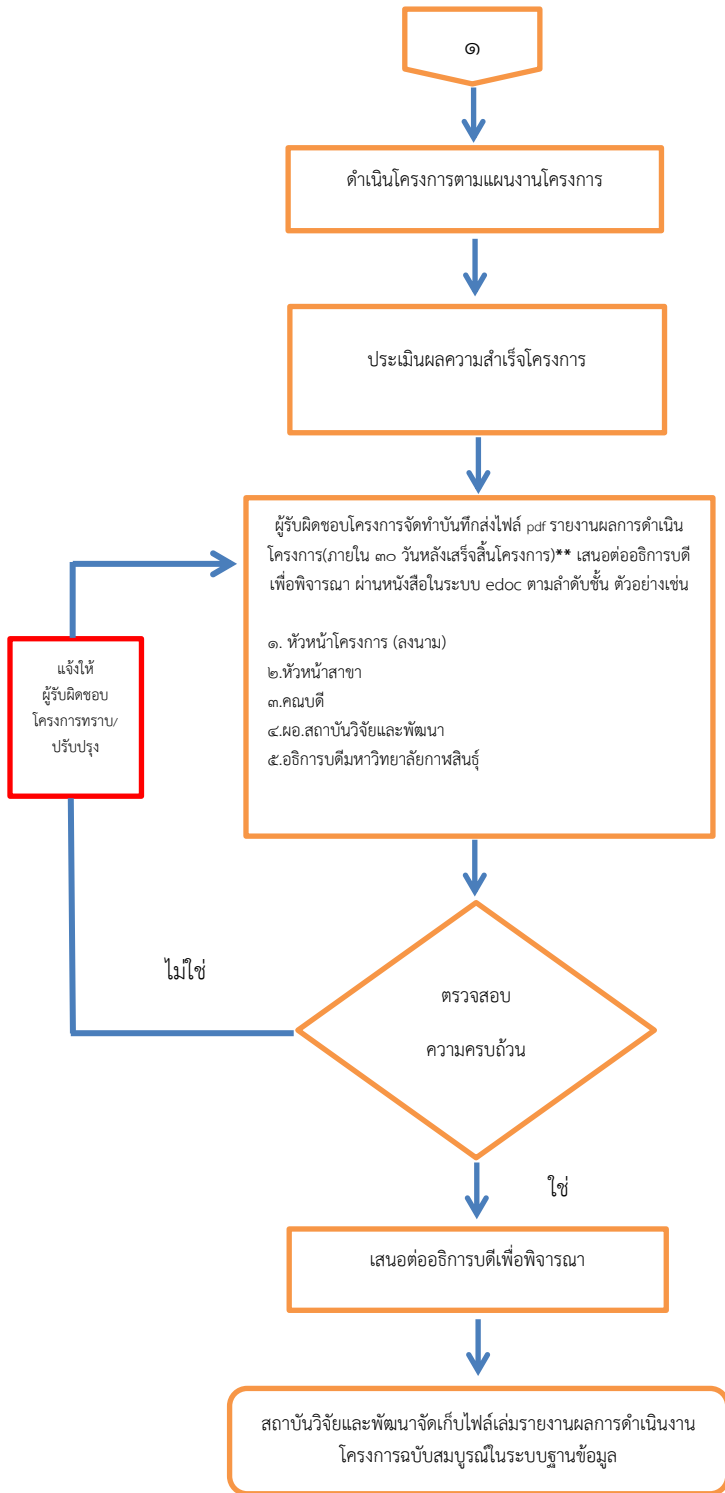 ๑
ดำเนินโครงการตามแผนงานโครงการ
ประเมินผลความสำเร็จโครงการ
ผู้รับผิดชอบโครงการจัดทำบันทึกส่งไฟล์ pdf รายงานผลการดำเนิน
โครงการ(ภายใน ๓๐ วันหลังเสร็จสิ้นโครงการ)** เสนอต่ออธิการบดี
เพื่อพิจารณา ผ่านหนังสือในระบบ edoc ตามลำดับชั้น ตัวอย่างเช่น
๑. หัวหน้าโครงการ (ลงนาม)
๒.หัวหน้าสาขา
๓.คณบดี
๔.ผอ.สถาบันวิจัยและพัฒนา
๕.อธิการบดีมหาวิทยาลัยกาฬสินธุ์
แจ้งให้
ผู้รับผิดชอบ
โครงการทราบ/
ปรับปรุง
ไม่ใช่
ตรวจสอบ
ความครบถ้วน
ใช่
เสนอต่ออธิการบดีเพื่อพิจารณา
สถาบันวิจัยและพัฒนาจัดเก็บไฟล์เล่มรายงานผลการดำเนินงาน
โครงการฉบับสมบูรณ์ในระบบฐานข้อมูล